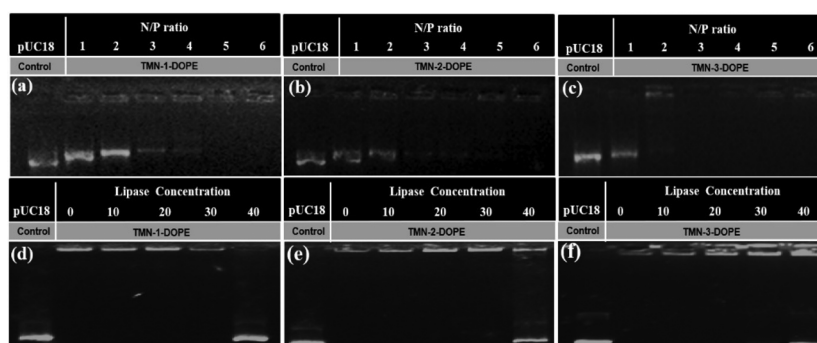 N/P ratio
pUC18 1 2 3 4 5 6
Control TMN-1-DOPE
(a)
N/P ratio
pUC18 1 2 3 4 5 6
Control TMN-2-DOPE
(b)
N/P ratio
pUC18 1 2 3 4 5 6
Control TMN-3-DOPE
(c)
Lipase Concentration
pUC18 0 10 20 30 40
Control TMN-1-DOPE
(d)
Lipase Concentration
pUC18 0 10 20 30 40
Control TMN-2-DOPE
(e)
Lipase Concentration
pUC18 0 10 20 30 40
Control TMN-3-DOPE
(f)